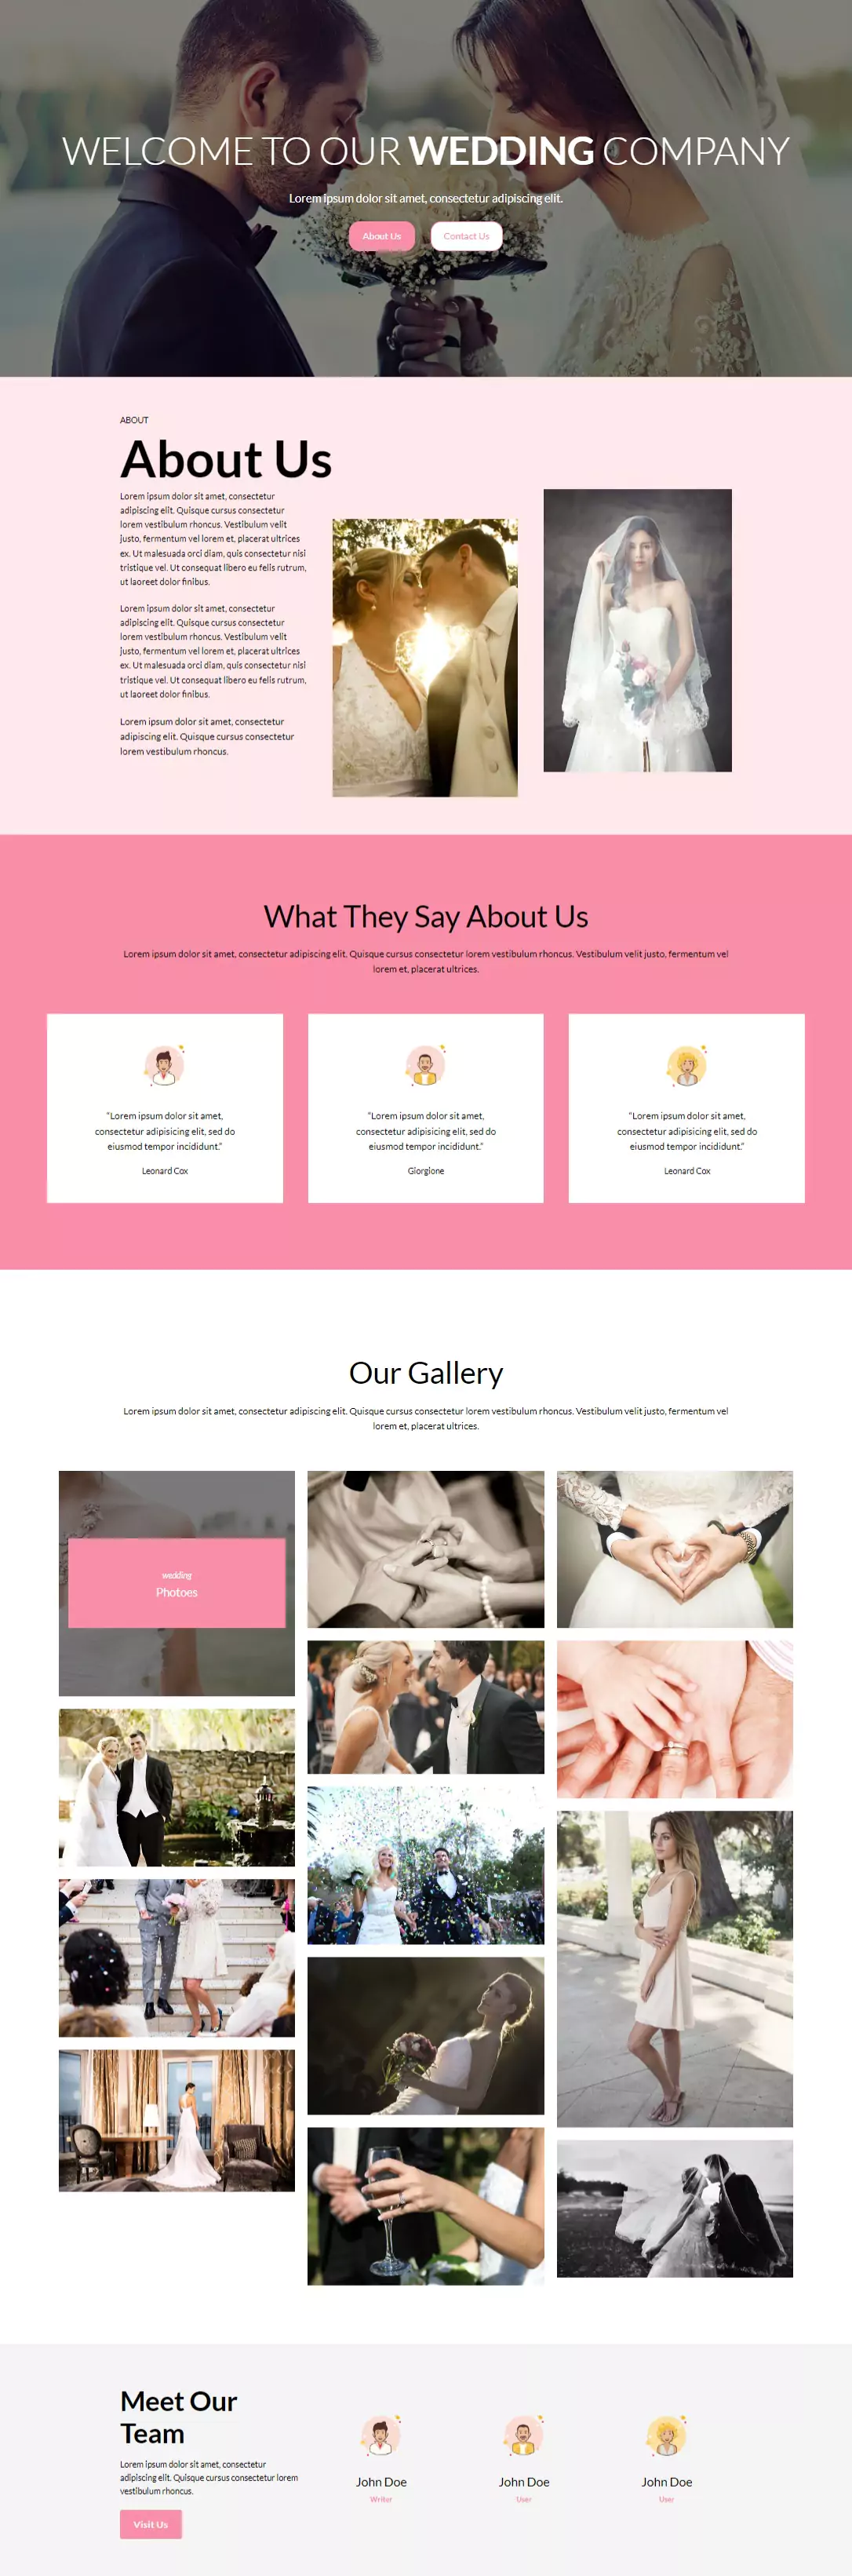 WELCOME TO OUR WEDDING COMPANY
Lorem ipsum dolor sit amet, consectetur adipiscing elit.
About Us
Contact Us
ABOUT
About Us
Lorem ipsum dolor sit amet, consectetur
adipiscing elit. Quisque cursus consectetur
lorem vestibulum rhoncus. Vestibulum velit
justo, fermentum vel lorem et, placerat ultrices
ex. Ut malesuada orci diam, quis consectetur nisi
tristique vel. Ut consequat libero eu felis rutrum,
ut laoreet dolor finibus.
Lorem ipsum dolor sit amet, consectetur
adipiscing elit. Quisque cursus consectetur
lorem vestibulum rhoncus. Vestibulum velit
justo, fermentum vel lorem et, placerat ultrices
ex. Ut malesuada orci diam, quis consectetur nisi
tristique vel. Ut consequat libero eu felis rutrum,
ut laoreet dolor finibus.
Lorem ipsum dolor sit amet, consectetur
adipiscing elit. Quisque cursus consectetur
lorem vestibulum rhoncus.
What They Say About Us
Lorem ipsum dolor sit amet, consectetur adipiscing elit. Quisque cursus consectetur lorem vestibulum rhoncus. Vestibulum velit justo, fermentum vel
lorem et, placerat ultrices.
"Lorem ipsum dolor sit amet,
consectetur adipisicing elit, sed do
eiusmod tempor incididunt."
Leonard Cox
"Lorem ipsum dolor sit amet,
consectetur adipisicing elit, sed do
eiusmod tempor incididunt."
Giorgione
"Lorem ipsum dolor sit amet,
consectetur adipisicing elit, sed do
eiusmod tempor incididunt."
Leonard Cox
Our Gallery
Lorem ipsum dolor sit amet, consectetur adipiscing elit. Quisque cursus consectetur lorem vestibulum rhoncus. Vestibulum velit justo, fermentum vel
lorem et, placerat ultrices.
wedding
Photoes
Meet Our
Team
Lorem ipsum dolor sit amet, consectetur
adipiscing elit. Quisque cursus consectetur lorem
vestibulum rhoncus.
Visit Us
John Doe
Writer
John Doe
User
John Doe
User